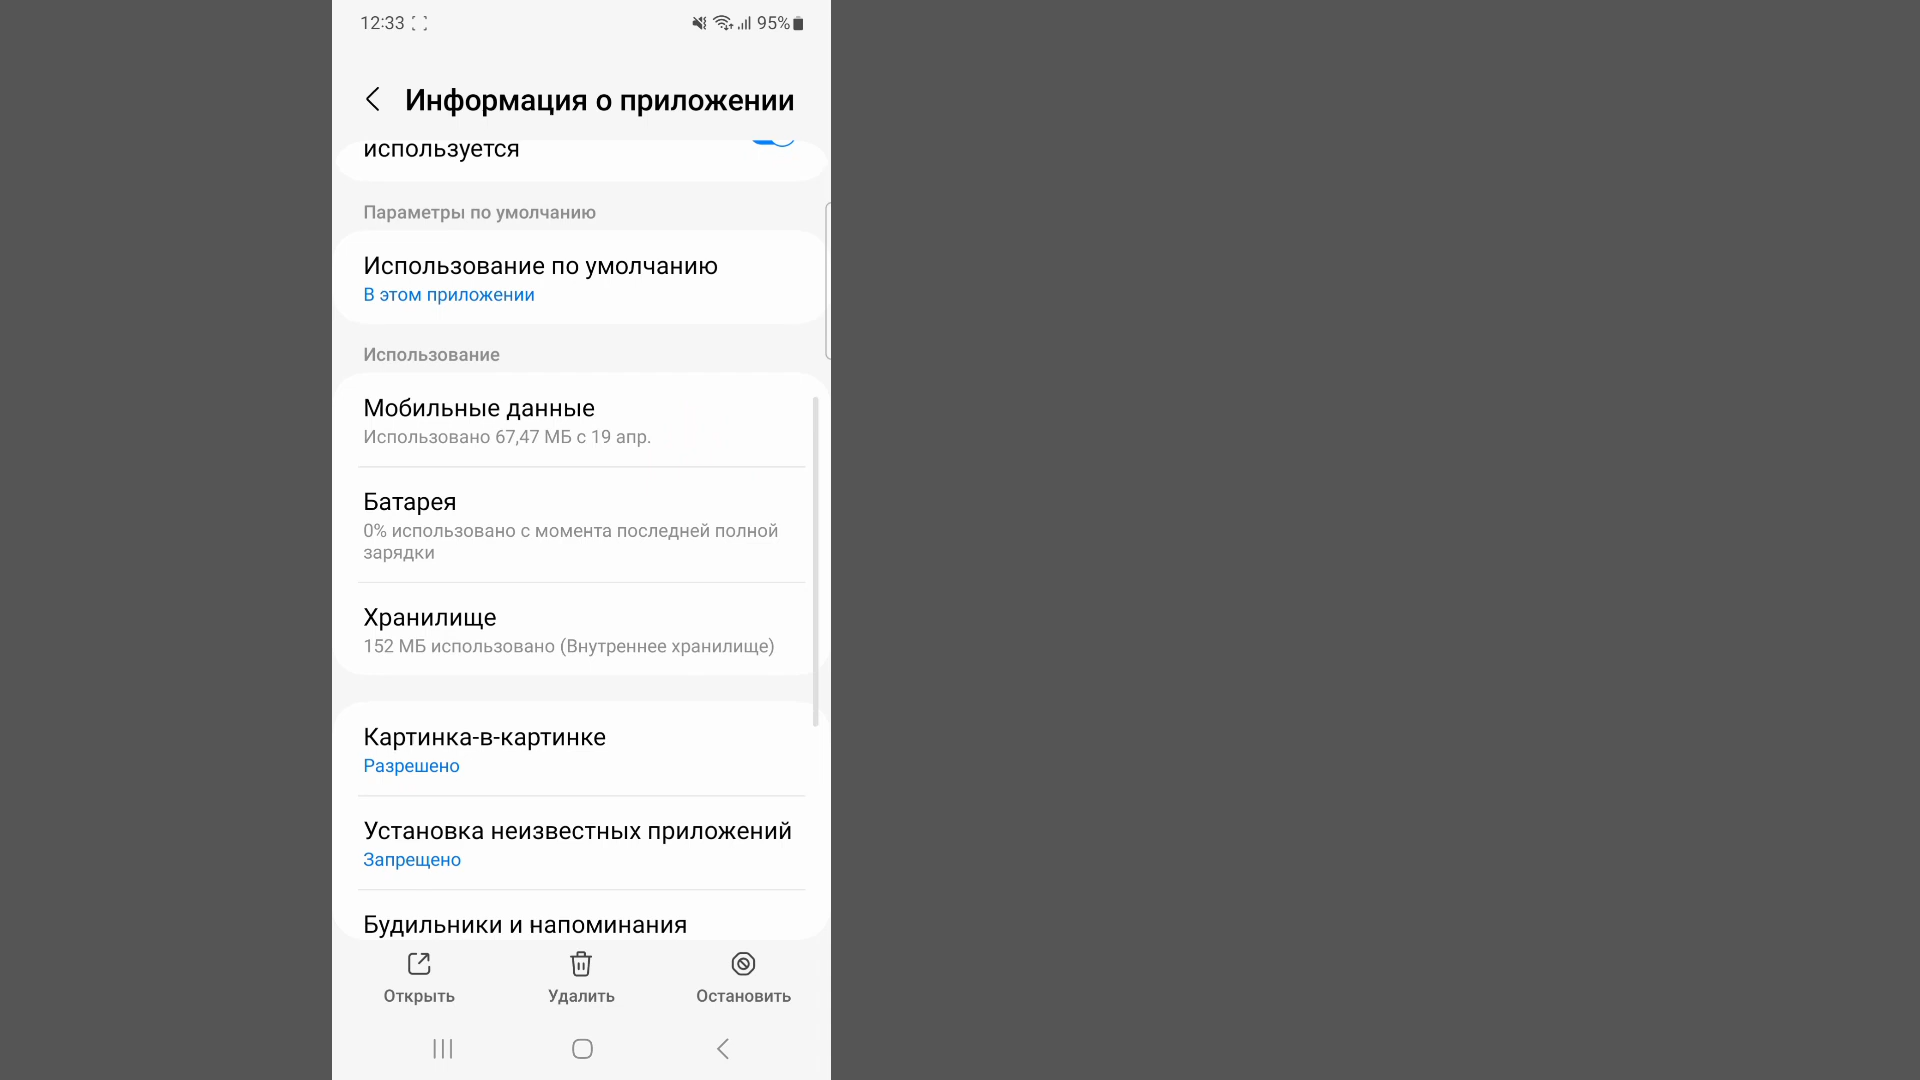 12:33
95%
Информация о приложении
используется
Параметры по умолчанию
Использование по умолчанию
В этом приложении
Использование
Мобильные данные
Использовано 67,47 МБ с 19 апр.
Батарея
0% использовано с момента последней полной
зарядки
Хранилище
152 МБ использовано (Внутреннее хранилище)
Картинка-в-картинке
Разрешено
Установка неизвестных приложений
Запрещено
Будильники и напоминания
Открыть
Удалить
Остановить